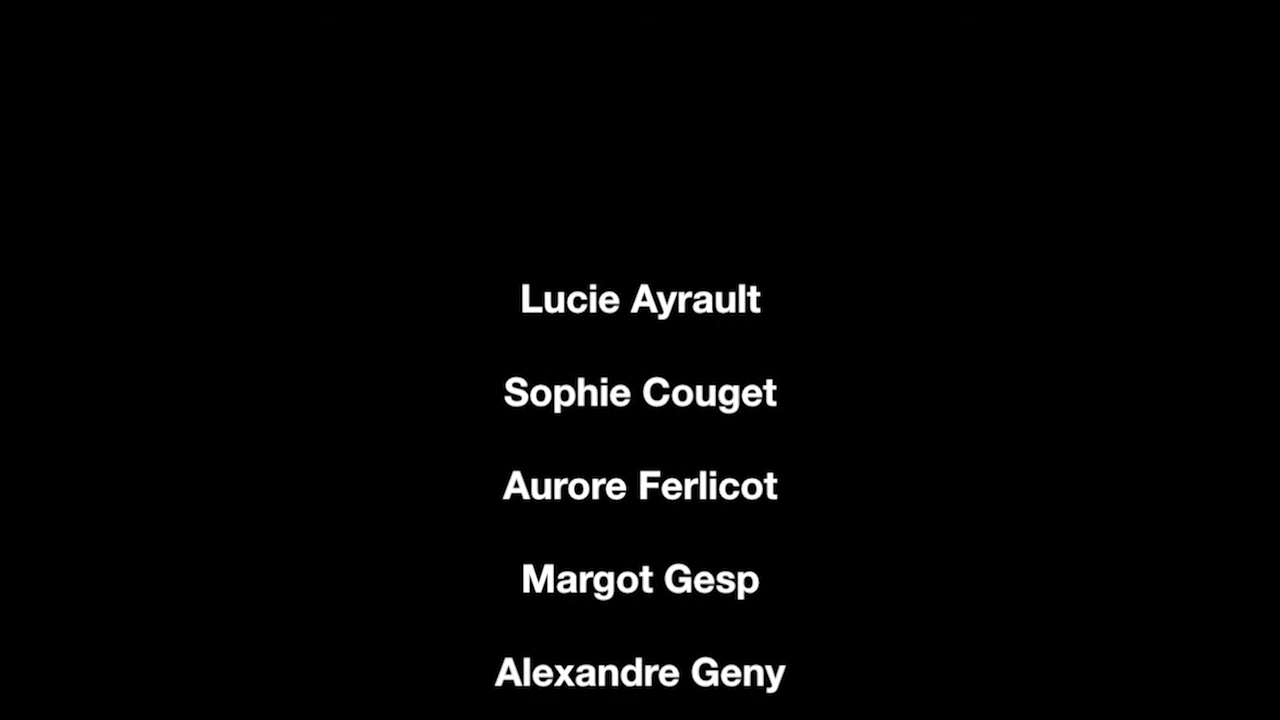 Lucie Ayrault
Sophie Couget
Aurore Ferlicot
Margot Gesp
Alexandre Geny